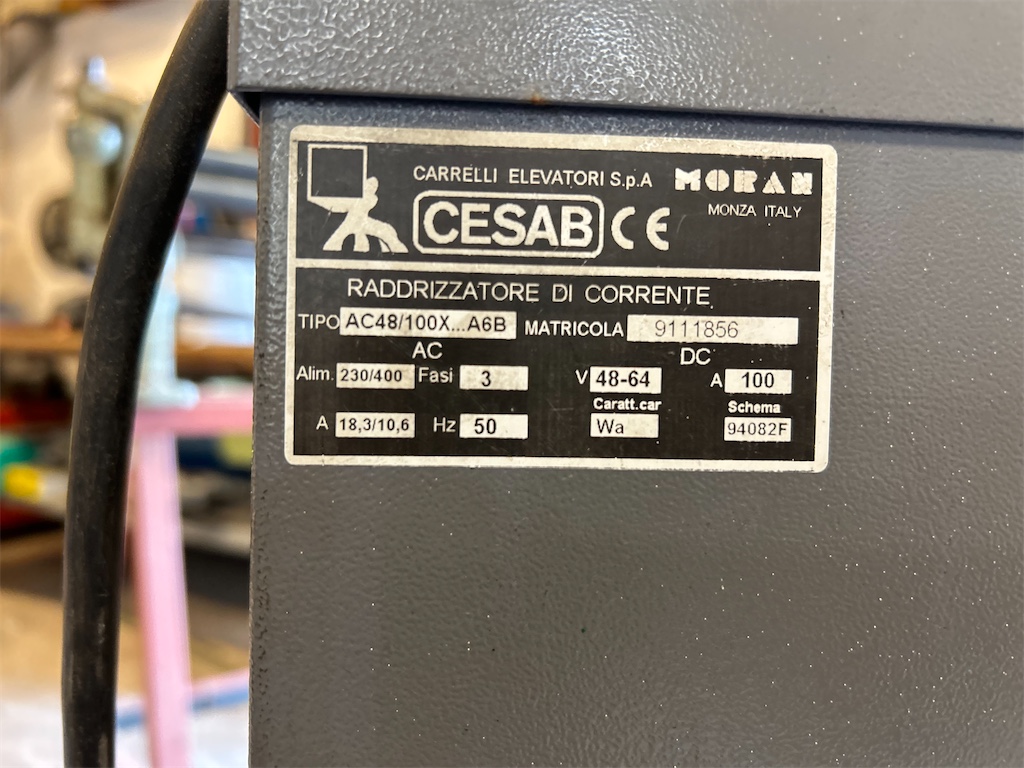 CARRELLI ELEVATORI S.p.A MORAN
CESAB CE MONZA ITALY
RADDRIZZATORE DI CORRENTE
TIPO AC48/100X...A6B MATRICOLA 9111856
AC DC
Alim. 230/400 Fasi 3 V 48-64 A 100
Caratt.car Schema
A 18,3/10,6 Hz 50 Wa 94082F